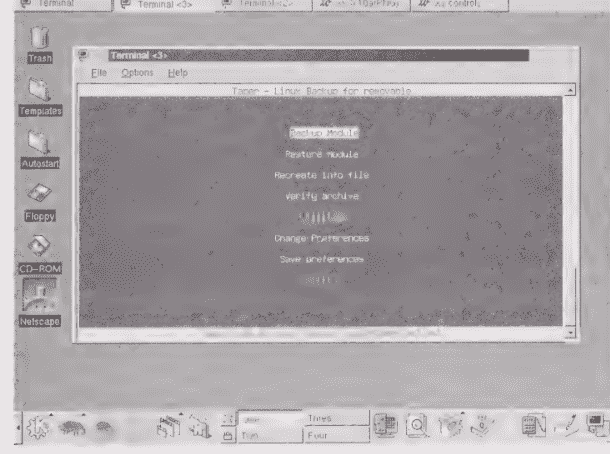 Terminal
Terminal <3>
Terminal <3>
File Options Help
Taper - Linux Backup for removable
Backup Module
Restore module
Recreate info file
Verify archive
Change Preferences
Save preferences
Trash
Templates
Autostart
Floppy
CD-ROM
Netscape
Three
Two
Four